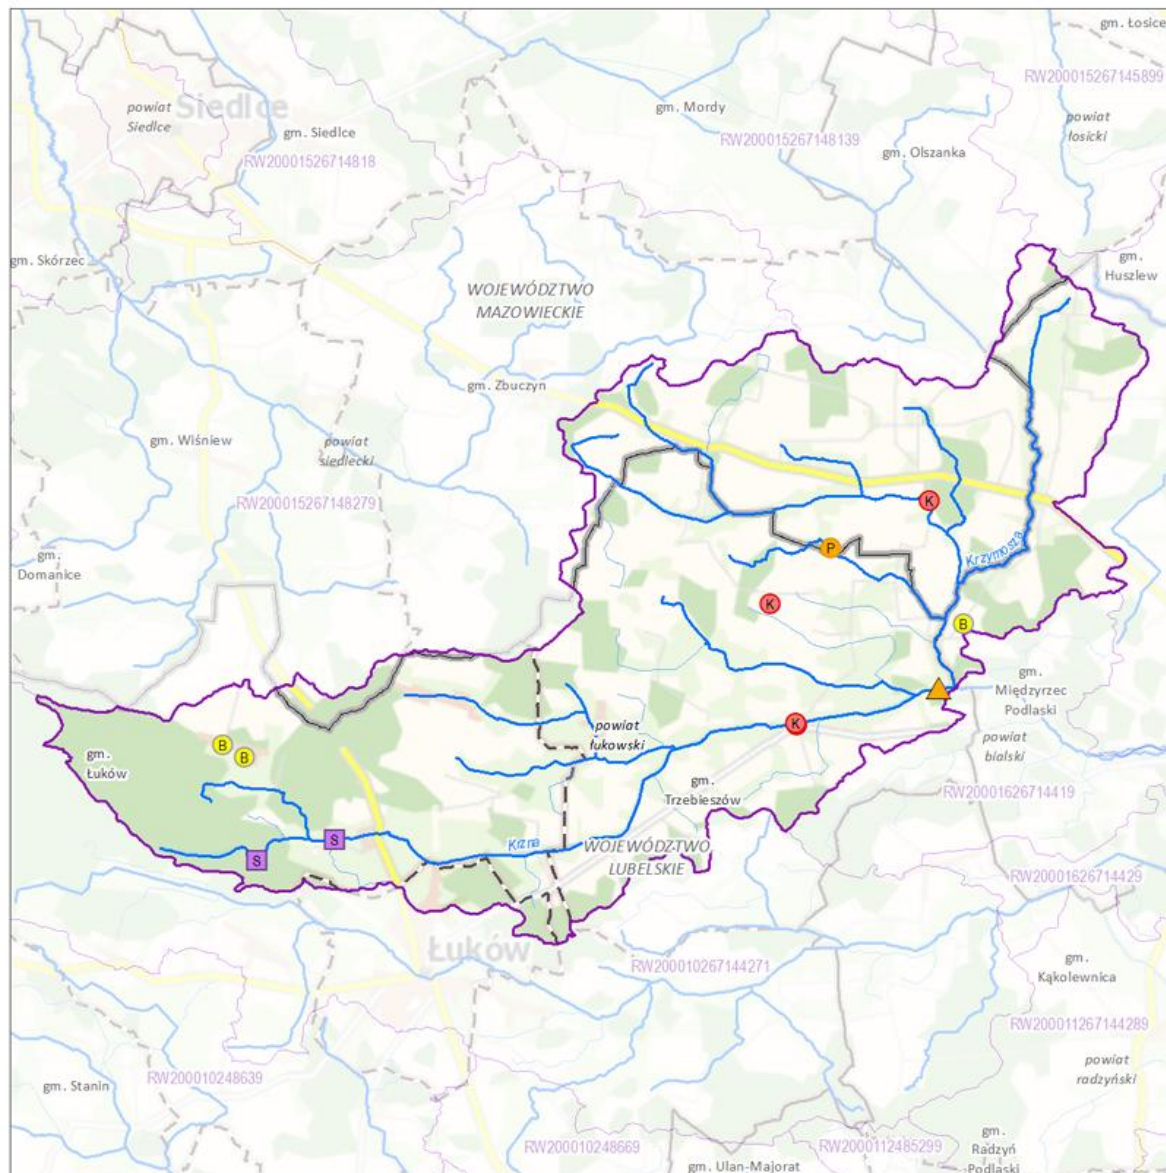 gm. Łosice
RW200015267145899
powiat
Siedlce
Siedlce
gm. Mordy
powiat
łosicki
gm. Siedlce
RW200015267148139
gm. Olszanka
RW20001526714818
gm. Skórzec
gm.
Huszlew
WOJEWÓDZTWO
MAZOWIECKIE
gm. Zbuczyn
gm. Wiśniew
powiat
siedlecki
RW200015267148279
K
Krzymosza
P
gm.
Domanice
K
B
gm.
Międzyrzec
Podlaski
powiat
łukowski
K
powiat
bialski
B
B
gm.
Łuków
gm.
Trzebieszów
RW20001626714419
S
S
Krzna
WOJEWÓDZTWO
LUBELSKIE
RW20001626714429
Łuków
RW200010267144271
gm.
Kąkolewnica
RW200011267144289
powiat
radzyński
RW200010248639
gm. Stanin
RW200010248669
RW2000112485299
gm.
Radzyń
Podlaski
gm. Ulan-Majorat